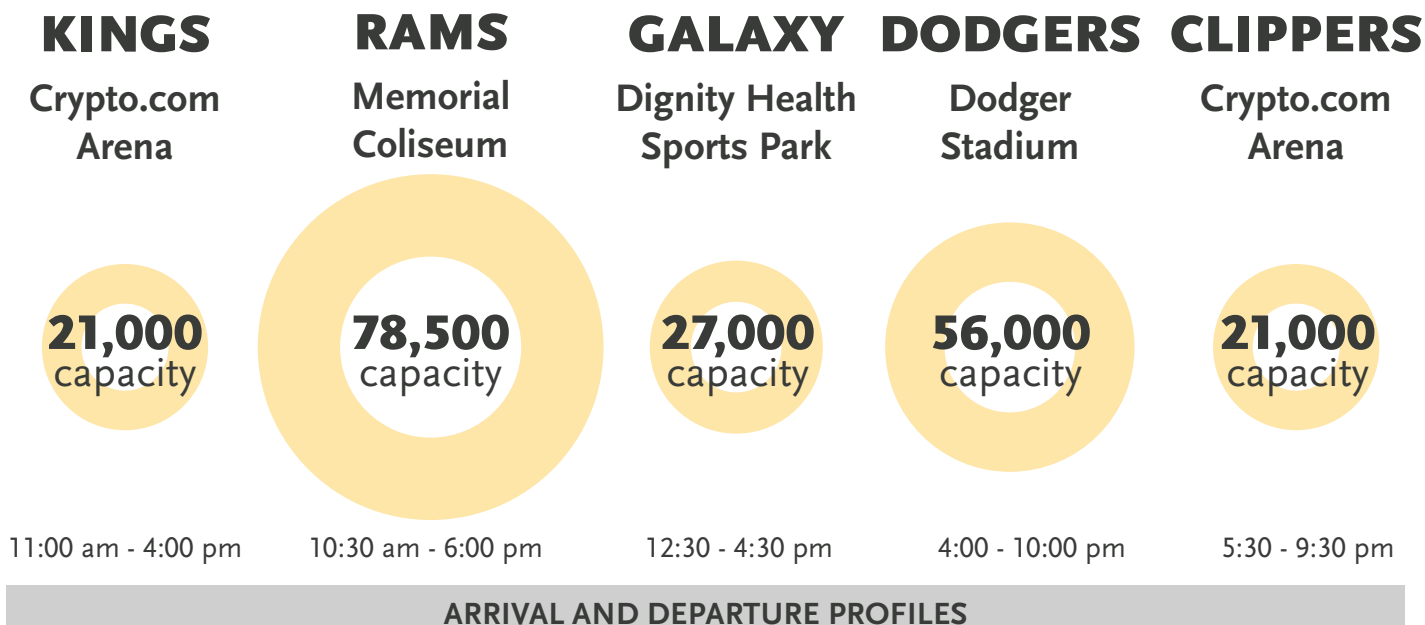 KINGS
Crypto.com
Arena
21,000
capacity
11:00 am - 4:00 pm
RAMS
Memorial
Coliseum
78,500
capacity
10:30 am - 6:00 pm
GALAXY
Dignity Health
Sports Park
27,000
capacity
12:30 - 4:30 pm
DODGERS
Dodger
Stadium
56,000
capacity
4:00 - 10:00 pm
CLIPPERS
Crypto.com
Arena
21,000
capacity
5:30 - 9:30 pm
ARRIVAL AND DEPARTURE PROFILES